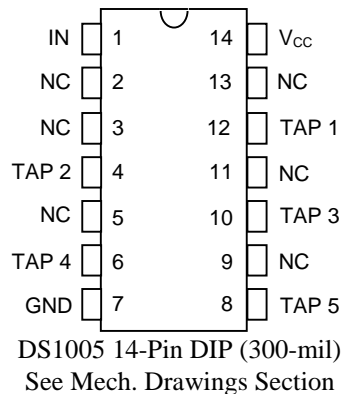 IN 1 14 VCC
NC 2 13 NC
NC 3 12 TAP 1
TAP 2 4 11 NC
NC 5 10 TAP 3
TAP 4 6 9 NC
GND 7 8 TAP 5
DS1005 14-Pin DIP (300-mil)
See Mech. Drawings Section